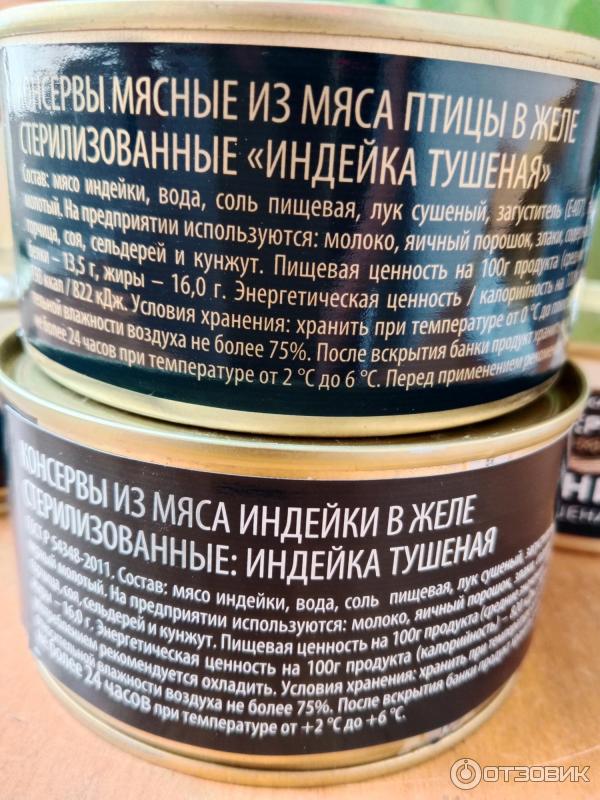 КОНСЕРВЫ МЯСНЫЕ ИЗ МЯСА ПТИЦЫ В ЖЕЛЕ
СТЕРИЛИЗОВАННЫЕ «ИНДЕЙКА ТУШЕНАЯ»
Состав: мясо индейки, вода, соль пищевая, лук сушеный, загуститель (Е407),
молотый. На предприятии используются: молоко, яичный порошок, злаки,
горчица, соя, сельдерей и кунжут. Пищевая ценность на 100г продукта
белки – 13,5 г, жиры – 16,0 г. Энергетическая ценность / калорийность на
ккал / 822 кДж. Условия хранения: хранить при температуре от 0 °С до
влажности воздуха не более 75%. После вскрытия банки продукт
не более 24 часов при температуре от 2 °С до 6 °С. Перед применением
КОНСЕРВЫ ИЗ МЯСА ИНДЕЙКИ В ЖЕЛЕ
СТЕРИЛИЗОВАННЫЕ: ИНДЕЙКА ТУШЕНАЯ
ГОСТ Р 54348-2011. Состав: мясо индейки, вода, соль пищевая, лук сушеный,
молотый. На предприятии используются: молоко, яичный порошок, злаки,
горчица, соя, сельдерей и кунжут. Пищевая ценность на 100г продукта
– 16,0 г. Энергетическая ценность на 100г продукта (калорийность) –
рекомендуется охладить. Условия хранения: хранить при температуре
влажности воздуха не более 75%. После вскрытия банки продукт
не более 24 часов при температуре от +2 °С до +6 °С.
ОТЗОВИК